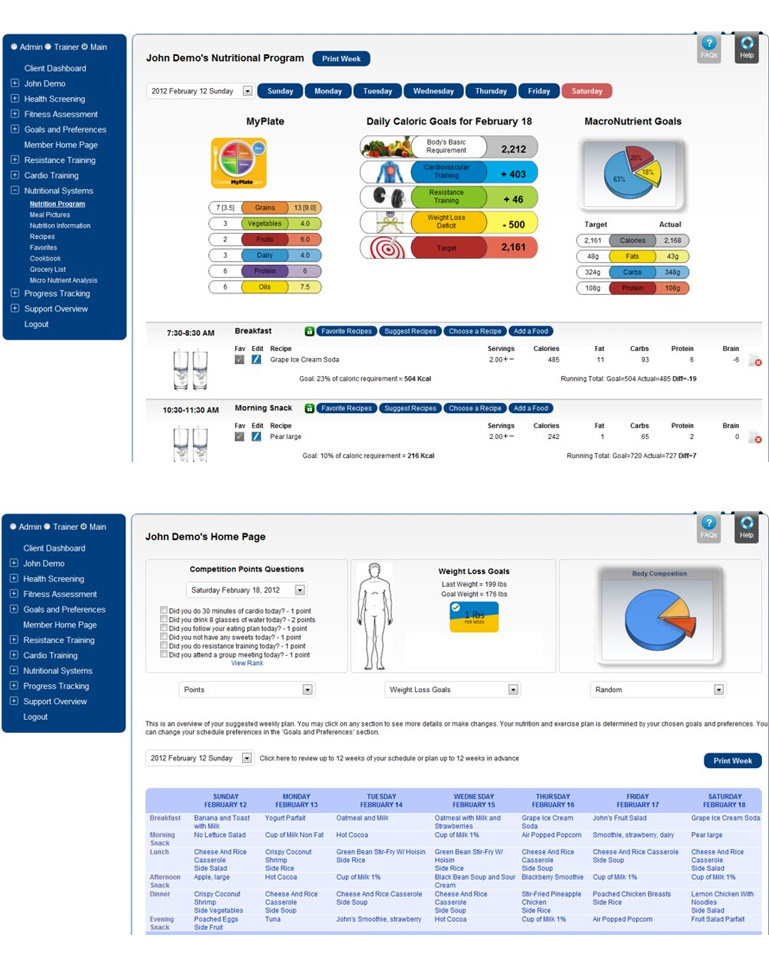 Admin Trainer Main
Client Dashboard
John Demo
Health Screening
Fitness Assessment
Goals and Preferences
Member Home Page
Resistance Training
Cardio Training
Nutritional Systems
Nutrition Program
Meal Pictures
Nutrition Information
Recipes
Favorites
Cookbook
Grocery List
Micro Nutrient Analysis
Progress Tracking
Support Overview
Logout
John Demo's Nutritional Program Print Week
FAQs Help
2012 February 12 Sunday Sunday Monday Tuesday Wednesday Thursday Friday Saturday
MyPlate
MyPlate
7 [3.5] Grains 13 [9.0]
3 Vegetables 4.0
2 Fruits 6.0
3 Dairy 4.0
6 Protein 6
6 Oils 7.5
Daily Caloric Goals for February 18
Body's Basic Requirement 2,212
Cardiovascular Training + 403
Resistance Training + 46
Weight Loss Deficit - 500
Target 2,161
MacroNutrient Goals
20%
63% 18%
Target Actual
2,161 Calories 2,168
48g Fats 43g
324g Carbs 348g
108g Protein 108g
7:30-8:30 AM Breakfast Favorite Recipes Suggest Recipes Choose a Recipe Add a Food
Fav Edit Recipe Servings Calories Fat Carbs Protein Brain
Grape Ice Cream Soda 2.00+− 485 11 93 6 -6
Goal: 23% of caloric requirement = 504 Kcal Running Total: Goal=504 Actual=485 Diff=-19
10:30-11:30 AM Morning Snack Favorite Recipes Suggest Recipes Choose a Recipe Add a Food
Fav Edit Recipe Servings Calories Fat Carbs Protein Brain
Pear large 2.00+− 242 1 65 2 0
Goal: 10% of caloric requirement = 216 Kcal Running Total: Goal=720 Actual=727 Diff=7
Admin Trainer Main
Client Dashboard
John Demo
Health Screening
Fitness Assessment
Goals and Preferences
Member Home Page
Resistance Training
Cardio Training
Nutritional Systems
Progress Tracking
Support Overview
Logout
John Demo's Home Page
FAQs Help
Competition Points Questions
Saturday February 18, 2012
Did you do 30 minutes of cardio today? - 1 point
Did you drink 8 glasses of water today? - 2 points
Did you follow your eating plan today? - 1 point
Did you not have any sweets today? - 1 point
Did you do resistance training today? - 1 point
Did you attend a group meeting today? - 1 point
View Rank
Weight Loss Goals
Last Weight = 199 lbs
Goal Weight = 176 lbs
1 lbs
PER WEEK
Body Composition
Points Weight Loss Goals Random
This is an overview of your suggested weekly plan. You may click on any section to see more details or make changes. Your nutrition and exercise plan is determined by your chosen goals and preferences. You
can change your schedule preferences in the 'Goals and Preferences' section.
2012 February 12 Sunday Click here to review up to 12 weeks of your schedule or plan up to 12 weeks in advance Print Week
SUNDAY MONDAY TUESDAY WEDNESDAY THURSDAY FRIDAY SATURDAY
FEBRUARY 12 FEBRUARY 13 FEBRUARY 14 FEBRUARY 15 FEBRUARY 16 FEBRUARY 17 FEBRUARY 18
Breakfast Banana and Toast Yogurt Parfait Oatmeal and Milk Oatmeal with Milk and Grape Ice Cream John's Fruit Salad Grape Ice Cream Soda
with Milk Strawberries Soda
Morning No Lettuce Salad Cup of Milk Non Fat Hot Cocoa Cup of Milk 1% Air Popped Popcorn Smoothie, strawberry, dairy Pear large
Snack
Lunch Cheese And Rice Crispy Coconut Green Bean Stir-Fry W/ Hoisin Green Bean Stir-Fry W/ Cheese And Rice Cheese And Rice Casserole Cheese And Rice
Casserole Shrimp Side Rice Hoisin Casserole Side Soup Casserole
Side Salad Side Rice Side Rice Side Soup Side Salad
Afternoon Apple, large Hot Cocoa Cup of Milk 1% Black Bean Soup and Sour Blackberry Smoothie Cup of Milk 1% Cup of Milk 1%
Snack Cream
Dinner Crispy Coconut Cheese And Rice Cheese And Rice Casserole Cheese And Rice Stir-Fried Pineapple Poached Chicken Breasts Lemon Chicken With
Shrimp Casserole Side Soup Casserole Chicken Side Rice Noodles
Side Vegetables Side Soup Side Soup Side Rice Side Salad
Evening Poached Eggs Tuna John's Smoothie, strawberry Hot Cocoa Cup of Milk 1% Air Popped Popcorn Fruit Salad Parfait
Snack Side Fruit